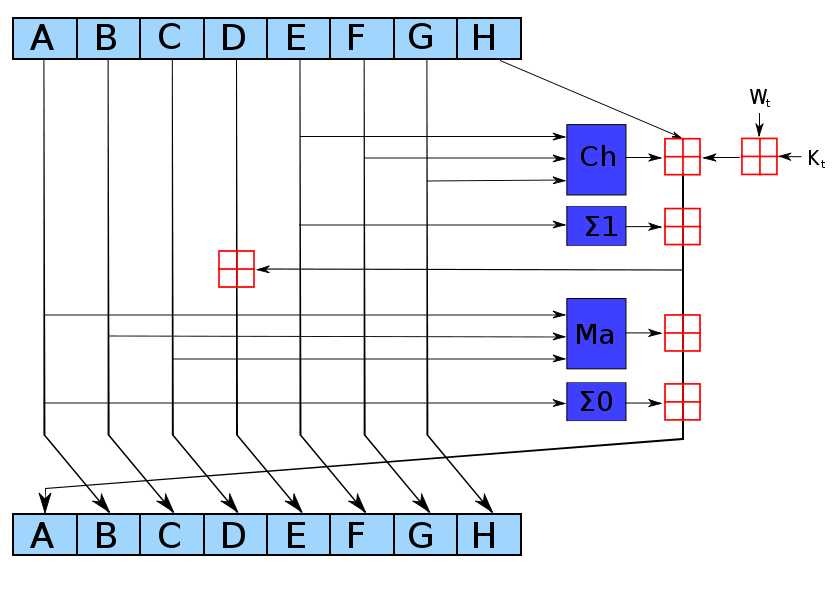 A B C D E F G H
Wt
Ch
Kt
Σ1
Ma
Σ0
A B C D E F G H